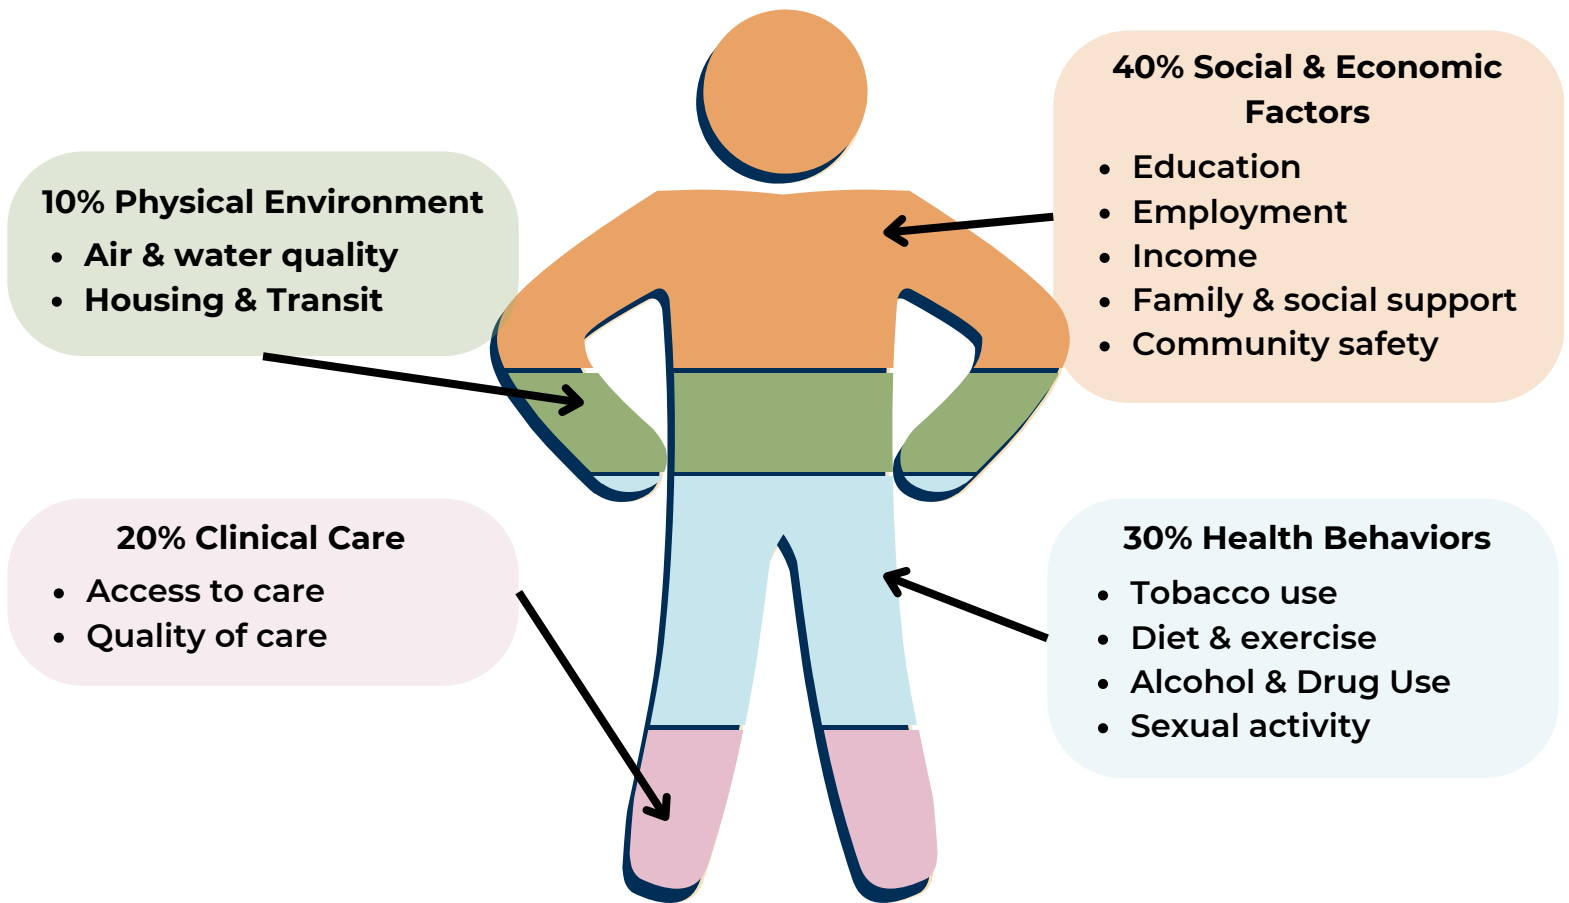 10% Physical Environment
• Air & water quality
• Housing & Transit
40% Social & Economic
Factors
• Education
• Employment
• Income
• Family & social support
• Community safety
20% Clinical Care
• Access to care
• Quality of care
30% Health Behaviors
• Tobacco use
• Diet & exercise
• Alcohol & Drug Use
• Sexual activity